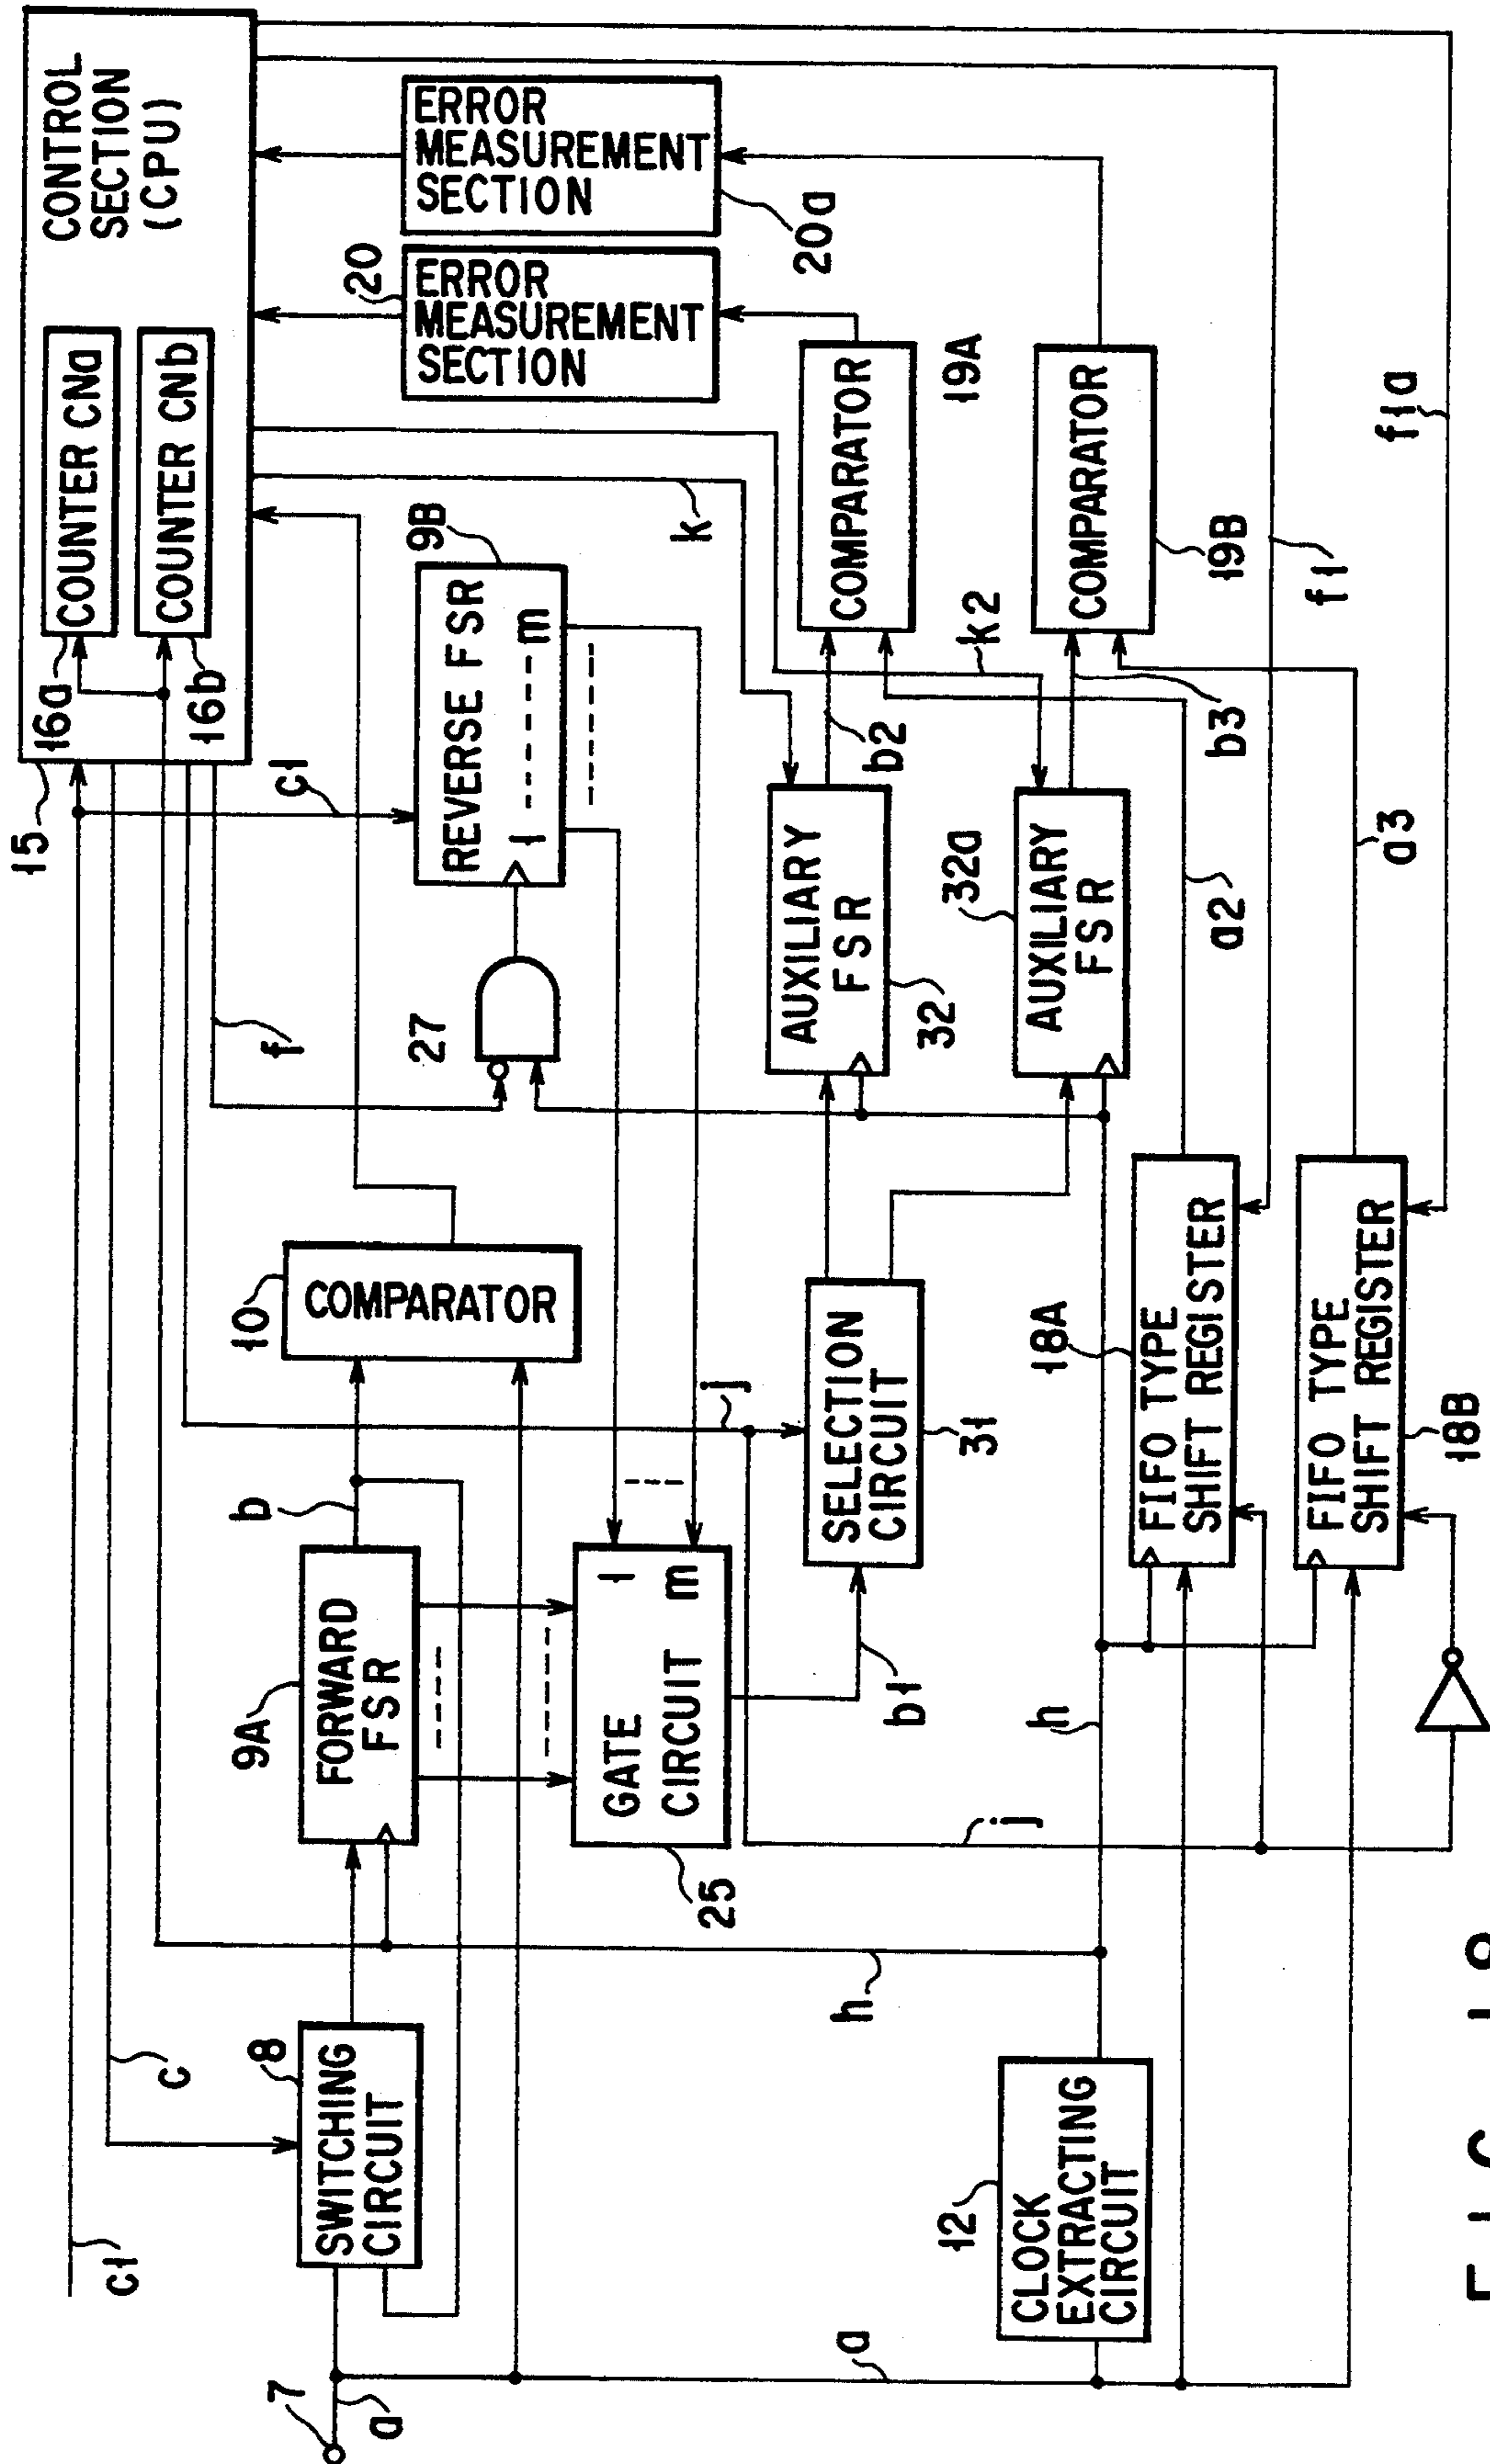 c1
c
15
16a
COUNTER CNa
COUNTER CNb
16b
CONTROL
SECTION
(CPU)
7
a
8
SWITCHING
CIRCUIT
9A
FORWARD
FSR
b
10
COMPARATOR
f
27
c1
9B
REVERSE FSR
1
m
k
20
ERROR
MEASUREMENT
SECTION
ERROR
MEASUREMENT
SECTION
20a
25
GATE
CIRCUIT
1
m
b1
j
j
31
SELECTION
CIRCUIT
32
AUXILIARY
FSR
32a
AUXILIARY
FSR
b2
k2
b3
19A
COMPARATOR
19B
COMPARATOR
a
12
CLOCK
EXTRACTING
CIRCUIT
h
h
18A
FIFO TYPE
SHIFT REGISTER
18B
FIFO TYPE
SHIFT REGISTER
a2
a3
f1
f1a